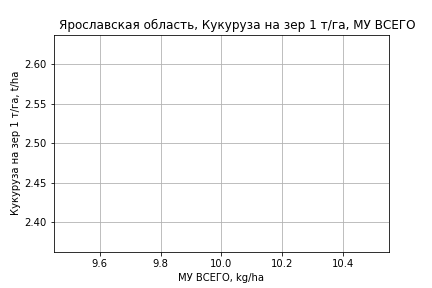 Ярославская область, Кукуруза на зер 1 т/га, МУ ВСЕГО
Кукуруза на зер 1 т/га, t/ha
2.60
2.55
2.50
2.45
2.40
9.6 9.8 10.0 10.2 10.4
МУ ВСЕГО, kg/ha